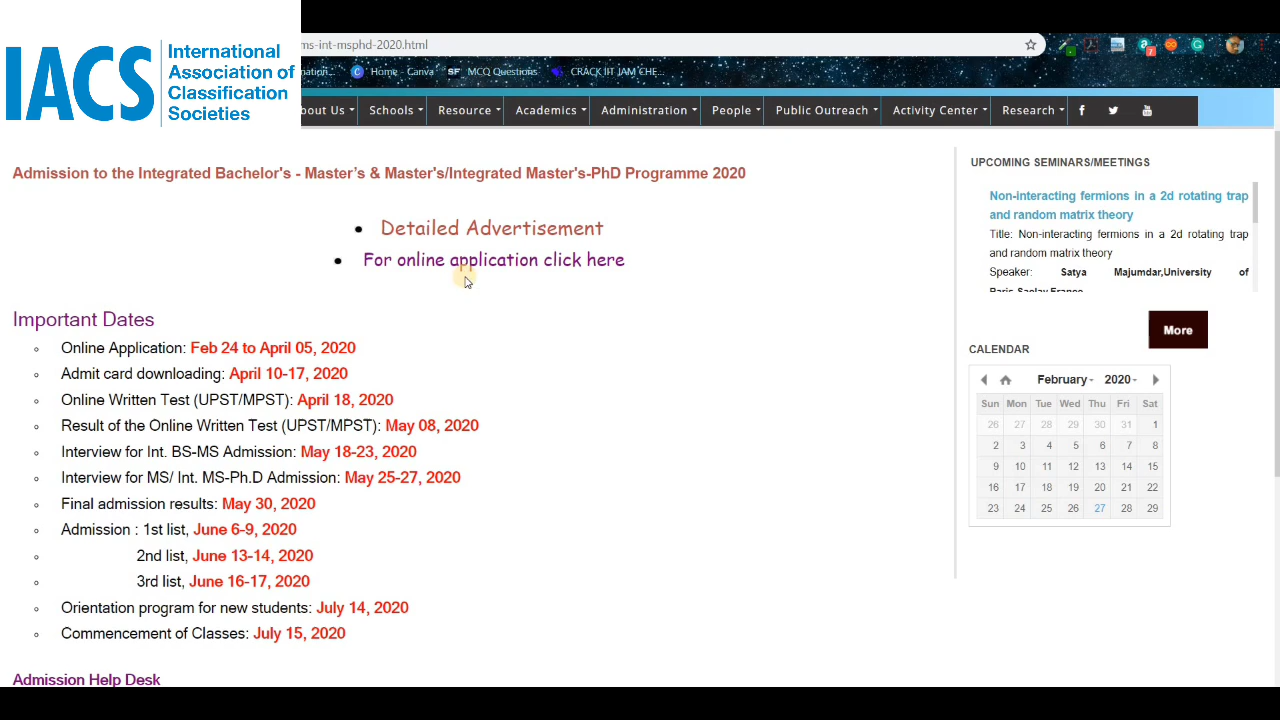 IACS
International
Association of
Classification
Societies
ms-int-msphd-2020.html
Home - Canva
SF MCQ Questions
CRACK IIT JAM CHE...
bout Us
Schools
Resource
Academics
Administration
People
Public Outreach
Activity Center
Research
Admission to the Integrated Bachelor's - Master's & Master's/Integrated Master's-PhD Programme 2020
Detailed Advertisement
For online application click here
Important Dates
Online Application: Feb 24 to April 05, 2020
Admit card downloading: April 10-17, 2020
Online Written Test (UPST/MPST): April 18, 2020
Result of the Online Written Test (UPST/MPST): May 08, 2020
Interview for Int. BS-MS Admission: May 18-23, 2020
Interview for MS/ Int. MS-Ph.D Admission: May 25-27, 2020
Final admission results: May 30, 2020
Admission : 1st list, June 6-9, 2020
2nd list, June 13-14, 2020
3rd list, June 16-17, 2020
Orientation program for new students: July 14, 2020
Commencement of Classes: July 15, 2020
Admission Help Desk
UPCOMING SEMINARS/MEETINGS
Non-interacting fermions in a 2d rotating trap
and random matrix theory
Title: Non-interacting fermions in a 2d rotating trap
and random matrix theory
Speaker: Satya Majumdar,University of
Paris-Saclay,France
More
CALENDAR
February 2020
Sun Mon Tue Wed Thu Fri Sat
26 27 28 29 30 31 1
2 3 4 5 6 7 8
9 10 11 12 13 14 15
16 17 18 19 20 21 22
23 24 25 26 27 28 29